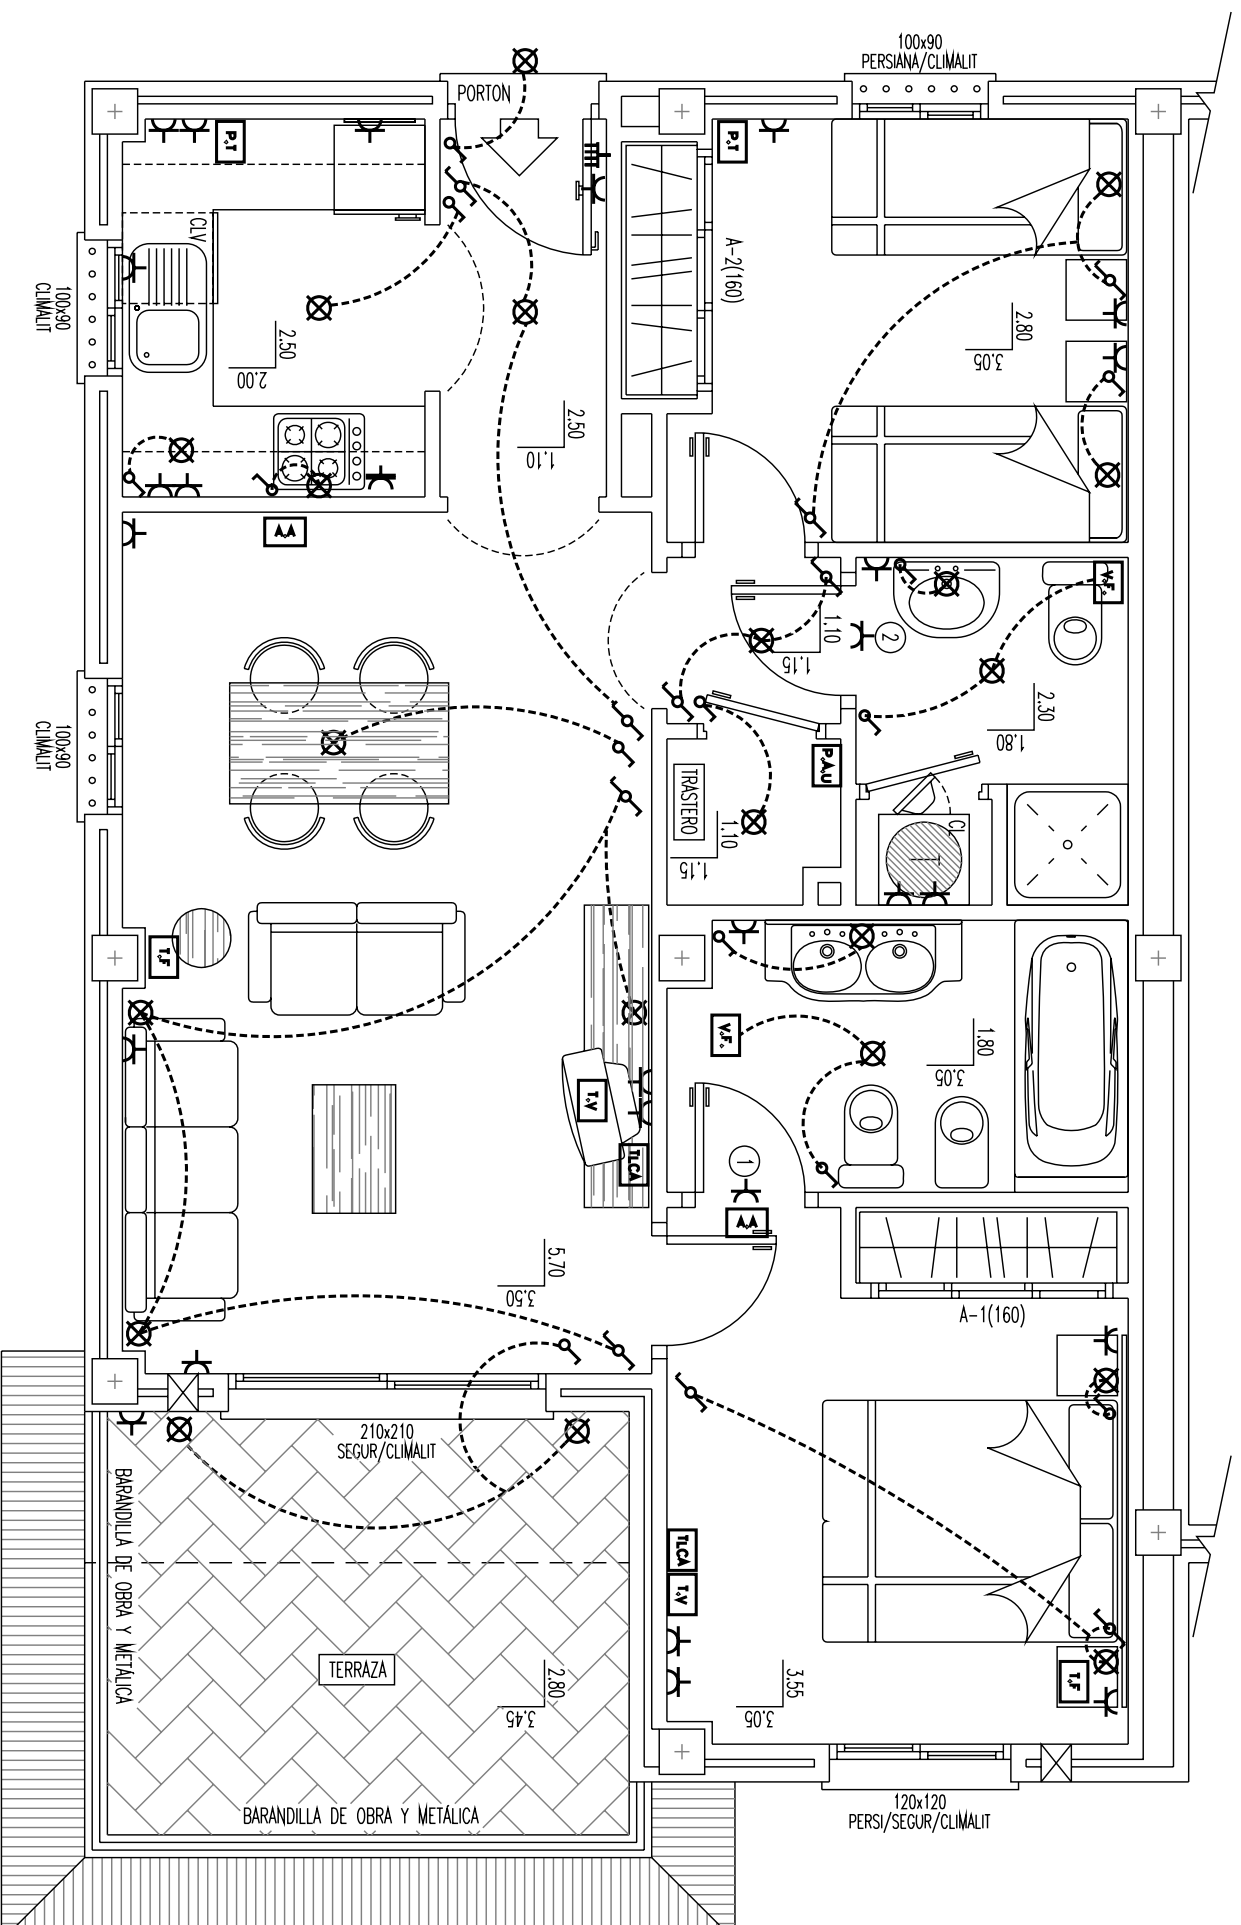 100x90
PERSIANA/CLIMALIT
PORTON
P.T
P.T
CLV
A-2(160)
100x90
CLIMALIT
2.50
2.00
2.80
3.05
2.50
1.10
A.A
V.F.
1.10
1.15
2
2.30
1.80
100x90
CLIMALIT
P.A.U
TRASTERO
1.10
1.15
CL
T
T.F
V.F.
1.80
3.05
T.V
TLCA
1
A.A
5.70
3.50
A-1(160)
210x210
SEGUR/CLIMALIT
BARANDILLA DE OBRA Y METÁLICA
TLCA
T.V
TERRAZA
2.80
3.45
3.55
3.05
T.F
BARANDILLA DE OBRA Y METÁLICA
120x120
PERSI/SEGUR/CLIMALIT